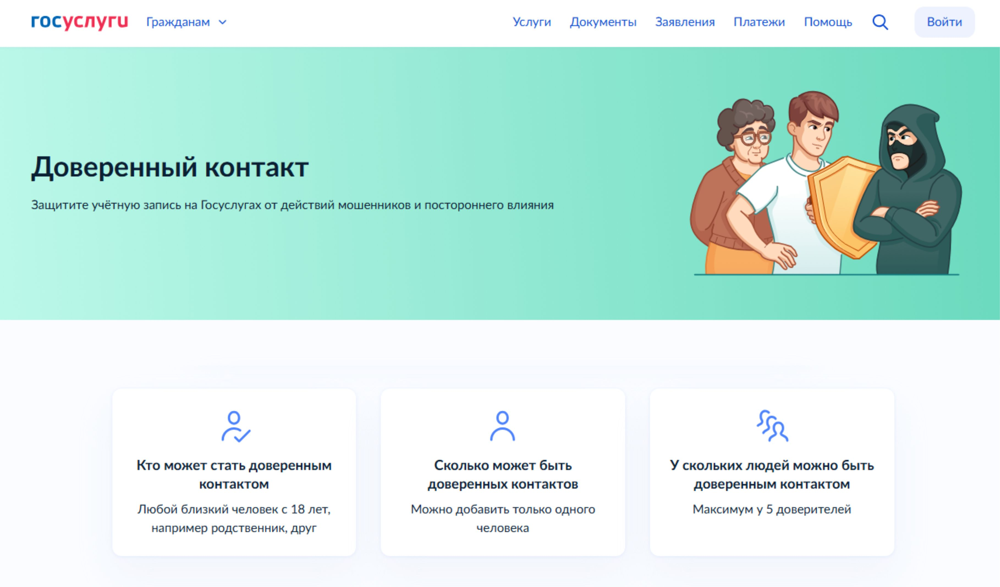 госуслуги Гражданам Услуги Документы Заявления Платежи Помощь Войти
Доверенный контакт
Защитите учётную запись на Госуслугах от действий мошенников и постороннего влияния
Кто может стать доверенным
контактом
Любой близкий человек с 18 лет,
например родственник, друг
Сколько может быть
доверенных контактов
Можно добавить только одного
человека
У скольких людей можно быть
доверенным контактом
Максимум у 5 доверителей